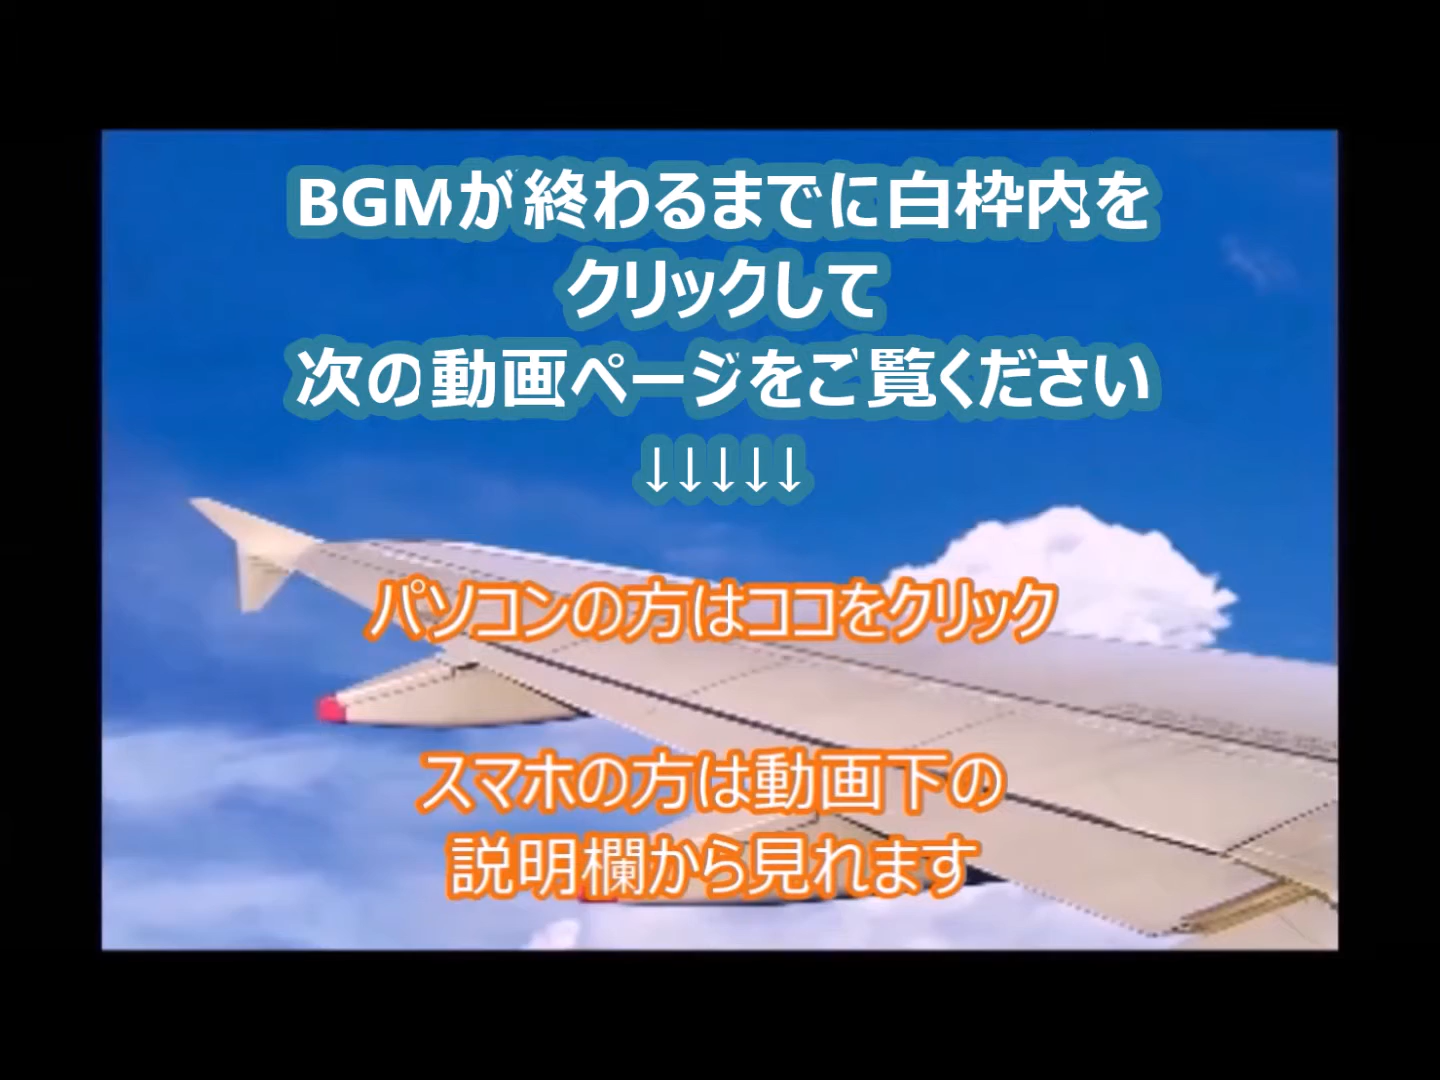 BGMが終わるまでに白枠内を
クリックして
次の動画ページをご覧ください
↓↓↓↓↓
パソコンの方はココをクリック
スマホの方は動画下の
説明欄から見れます